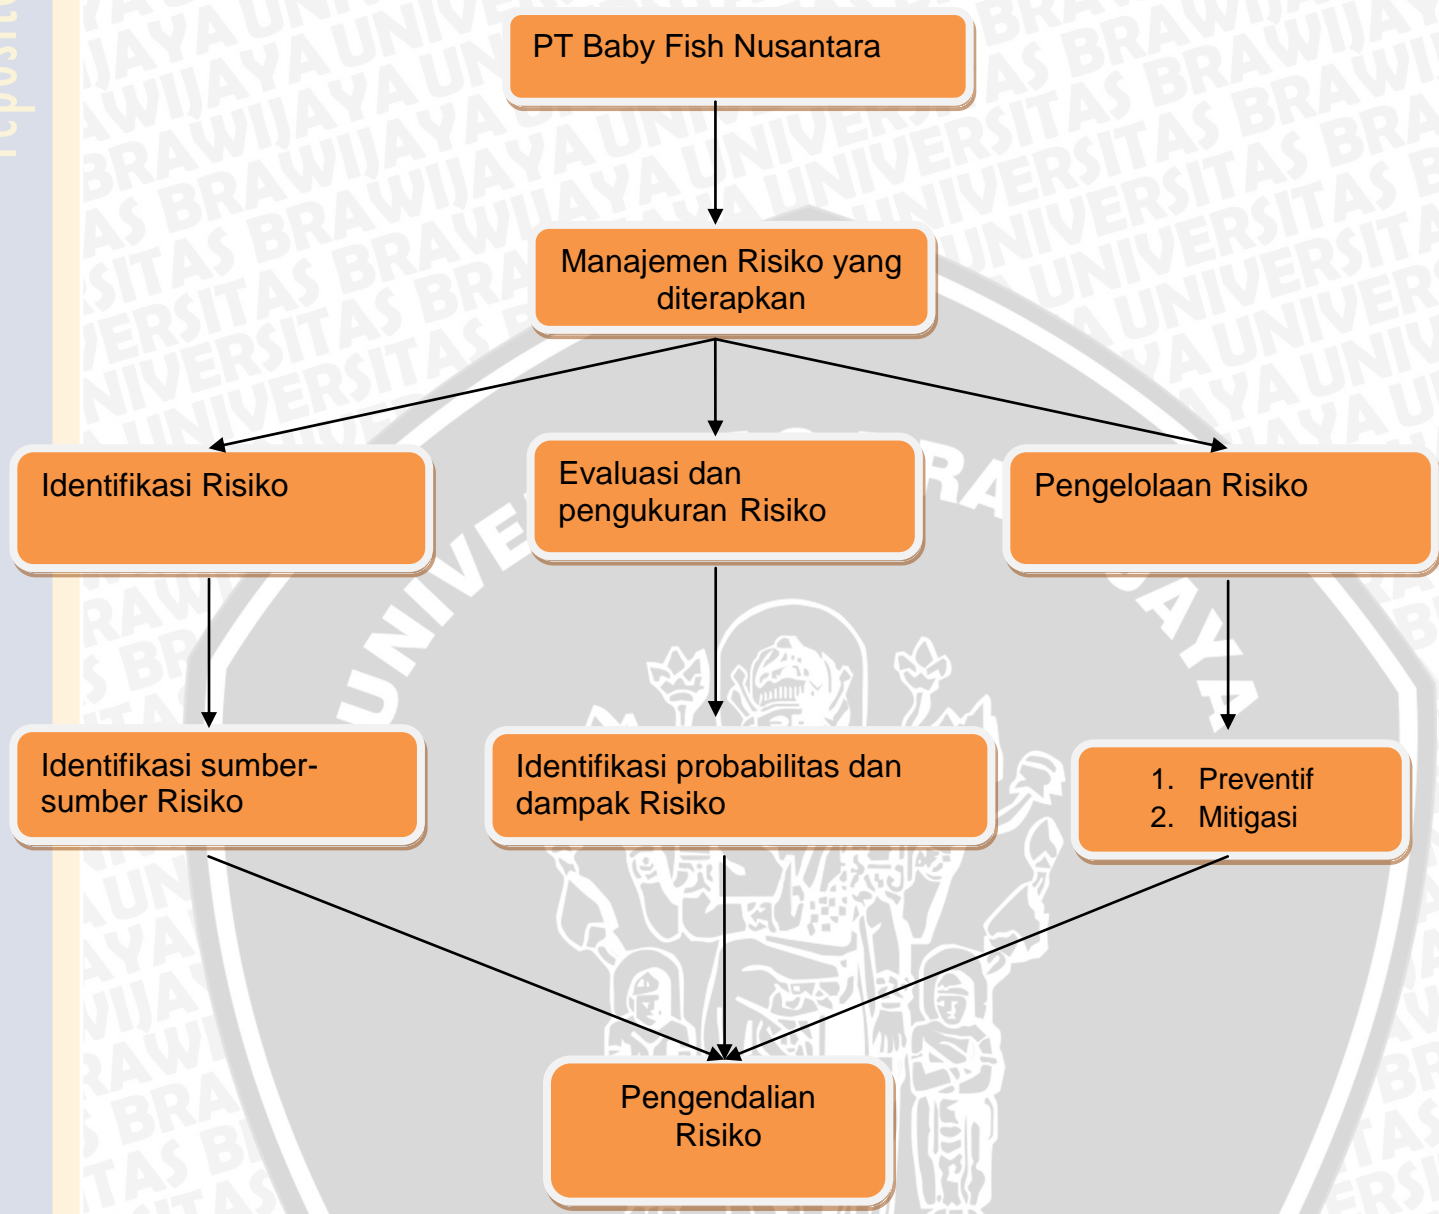 PT Baby Fish Nusantara
Manajemen Risiko yang
diterapkan
Identifikasi Risiko
Evaluasi dan
pengukuran Risiko
Pengelolaan Risiko
Identifikasi sumber-
sumber Risiko
Identifikasi probabilitas dan
dampak Risiko
1. Preventif
2. Mitigasi
Pengendalian
Risiko